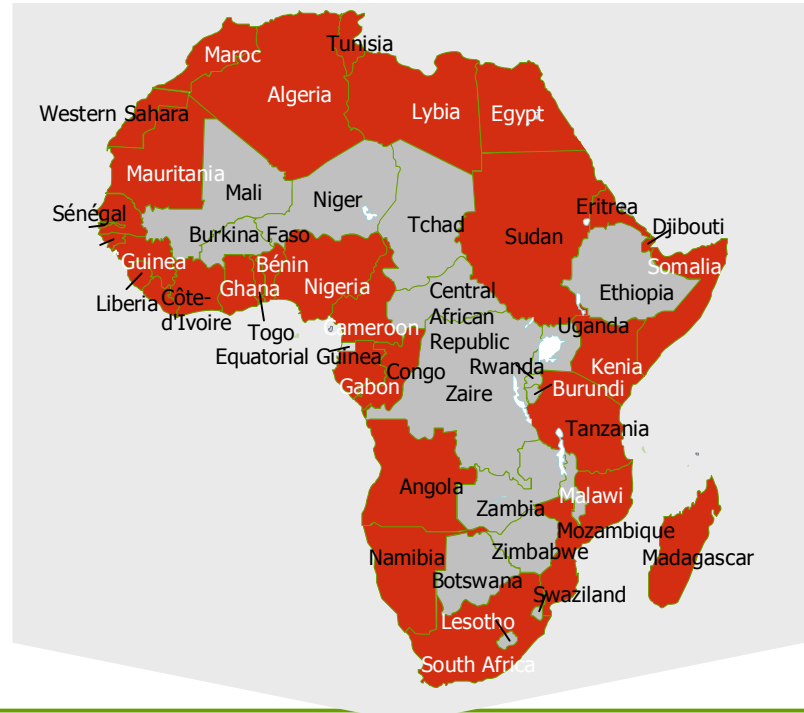 Tunisia
Maroc
Algeria
Lybia
Egypt
Western Sahara
Mauritania
Mali
Niger
Tchad
Sudan
Eritrea
Djibouti
Sénégal
Burkina Faso
Guinea
Bénin
Ghana
Nigeria
Somalia
Ethiopia
Liberia
Côte-
d'Ivoire
Togo
Cameroon
Central
African
Republic
Uganda
Equatorial Guinea
Gabon
Congo
Rwanda
Zaire
Burundi
Kenia
Tanzania
Angola
Zambia
Malawi
Mozambique
Namibia
Zimbabwe
Madagascar
Botswana
Swaziland
Lesotho
South Africa